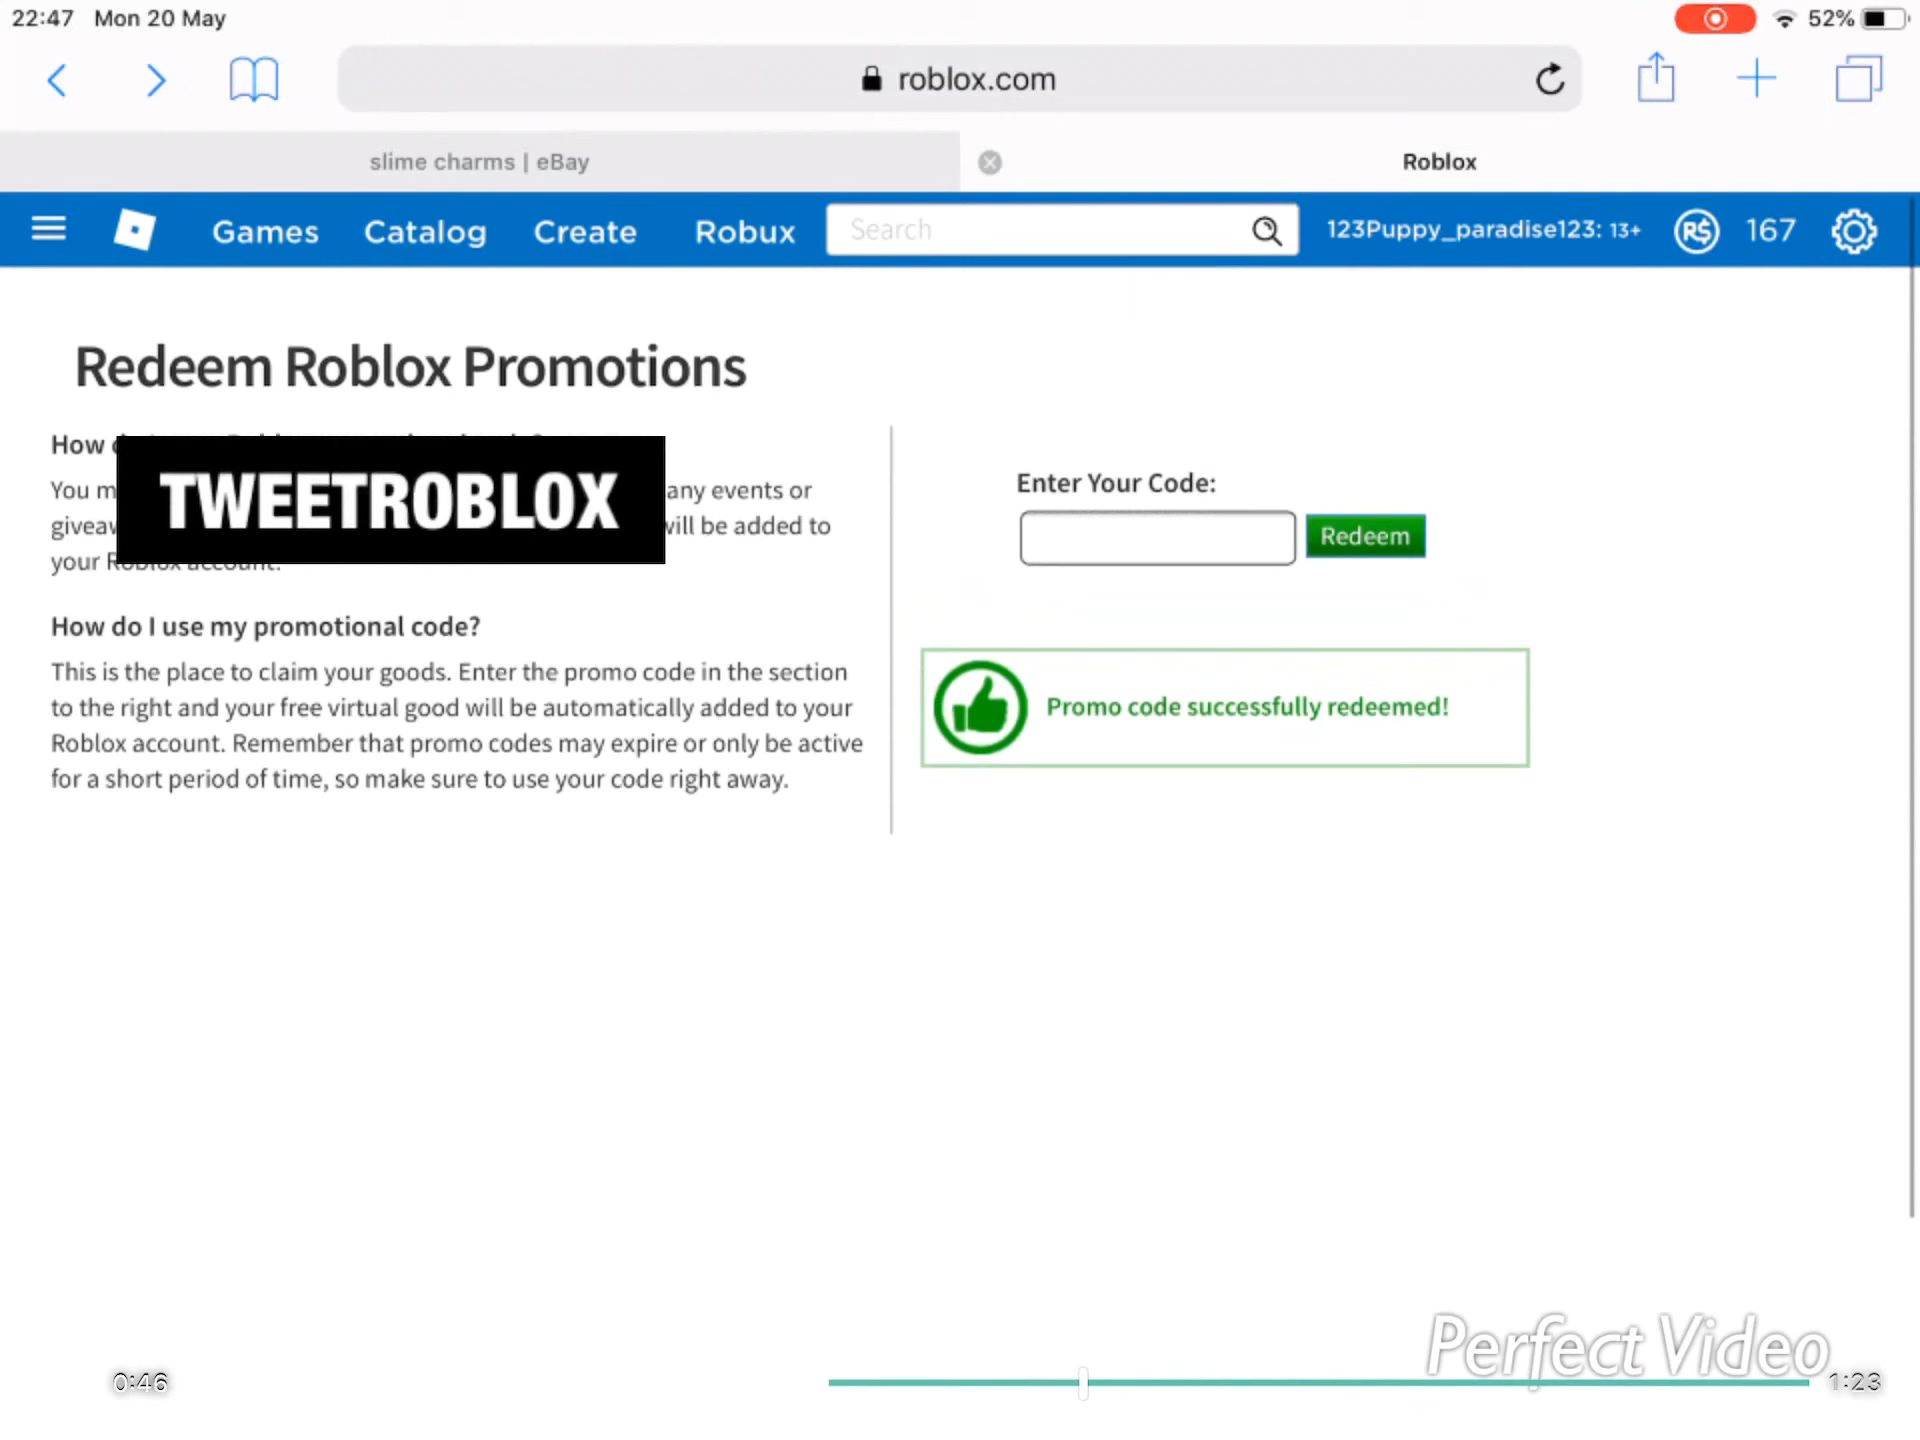 22:47 Mon 20 May
52%
roblox.com
slime charms | eBay
Roblox
Games Catalog Create Robux Search 123Puppy_paradise123: 13+ R$ 167
Redeem Roblox Promotions
How
TWEETROBLOX
You m any events or
giveaw will be added to
your Roblox account.
How do I use my promotional code?
This is the place to claim your goods. Enter the promo code in the section
to the right and your free virtual good will be automatically added to your
Roblox account. Remember that promo codes may expire or only be active
for a short period of time, so make sure to use your code right away.
Enter Your Code:
Redeem
Promo code successfully redeemed!
Perfect Video
0:46
1:23